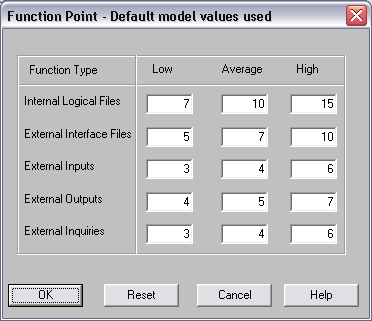 Function Point - Default model values used
Function Type Low Average High
Internal Logical Files 7 10 15
External Interface Files 5 7 10
External Inputs 3 4 6
External Outputs 4 5 7
External Inquiries 3 4 6
OK Reset Cancel Help